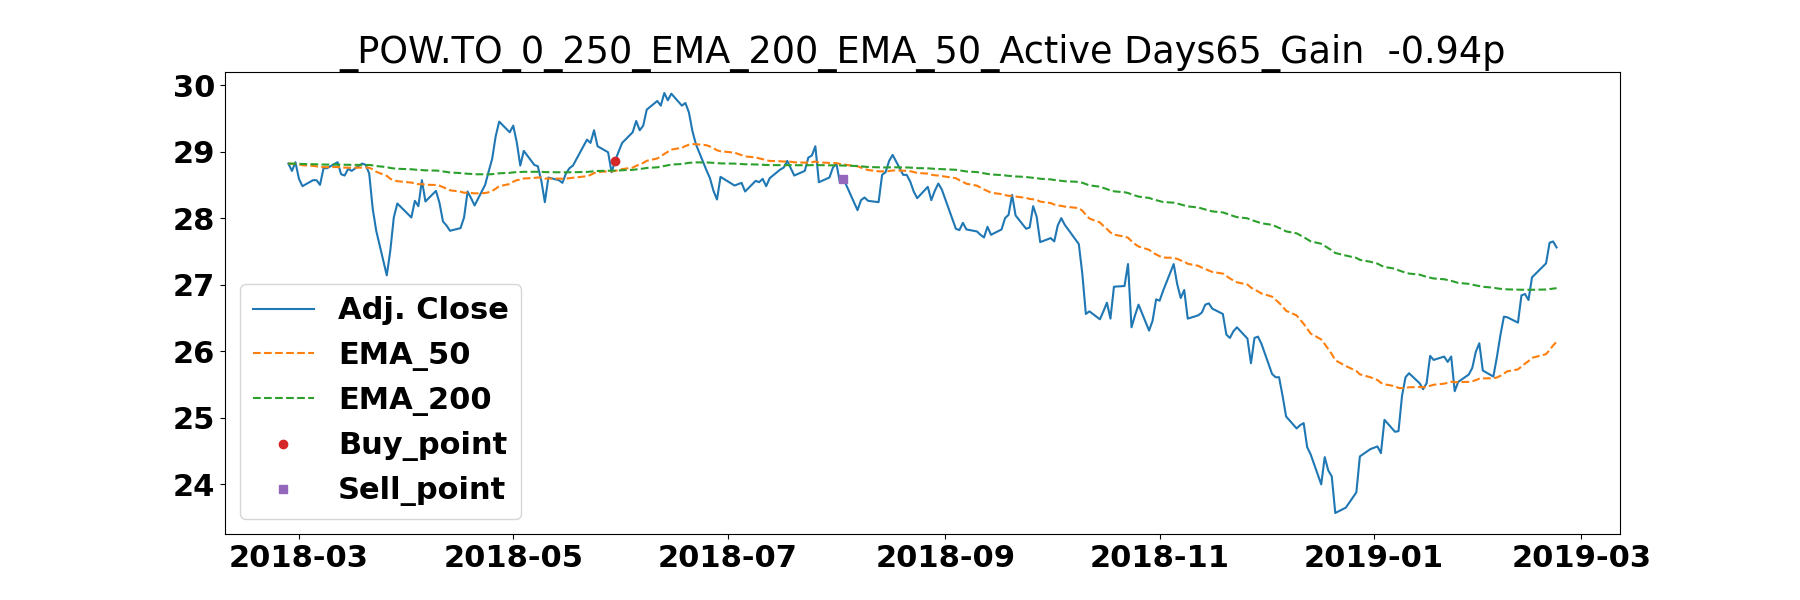 _POW.TO_0_250_EMA_200_EMA_50_Active Days65_Gain  -0.94p
30
29
28
27
26
25
24
Adj. Close
EMA_50
EMA_200
Buy_point
Sell_point
2018-03 2018-05 2018-07 2018-09 2018-11 2019-01 2019-03